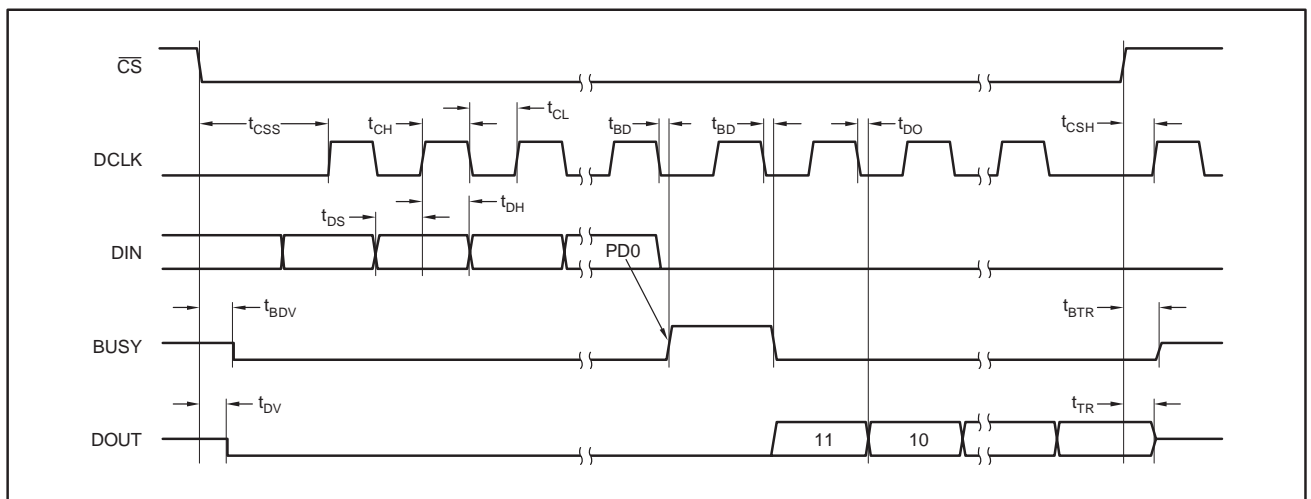 CS
tCSS
tCH
tCL
tBD
tBD
tDO
tCSH
DCLK
tDS
tDH
DIN
PD0
tBDV
tBTR
BUSY
tDV
tTR
DOUT
11
10